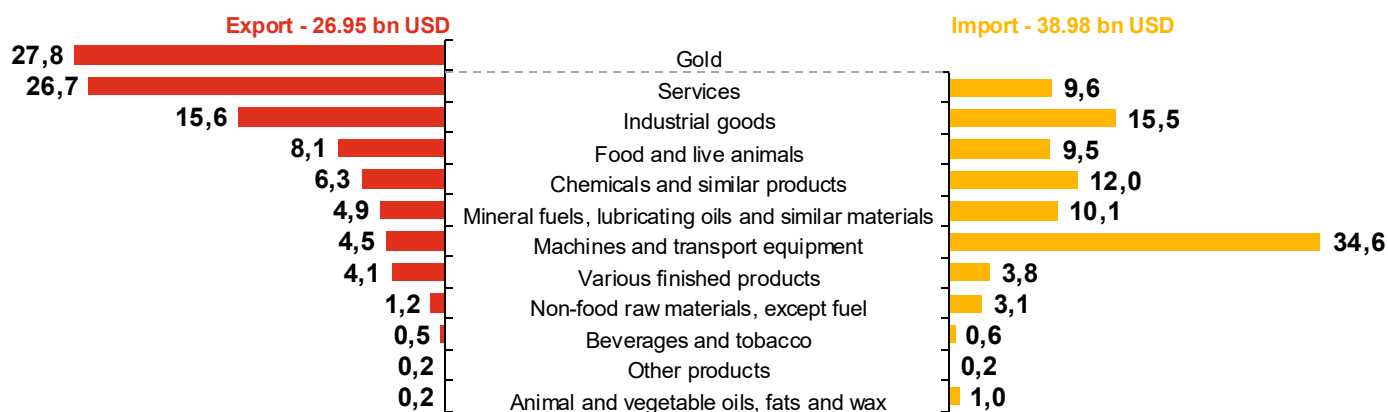 Export - 26.95 bn USD
Import - 38.98 bn USD
27,8 Gold
26,7 Services 9,6
15,6 Industrial goods 15,5
8,1 Food and live animals 9,5
6,3 Chemicals and similar products 12,0
4,9 Mineral fuels, lubricating oils and similar materials 10,1
4,5 Machines and transport equipment 34,6
4,1 Various finished products 3,8
1,2 Non-food raw materials, except fuel 3,1
0,5 Beverages and tobacco 0,6
0,2 Other products 0,2
0,2 Animal and vegetable oils, fats and wax 1,0